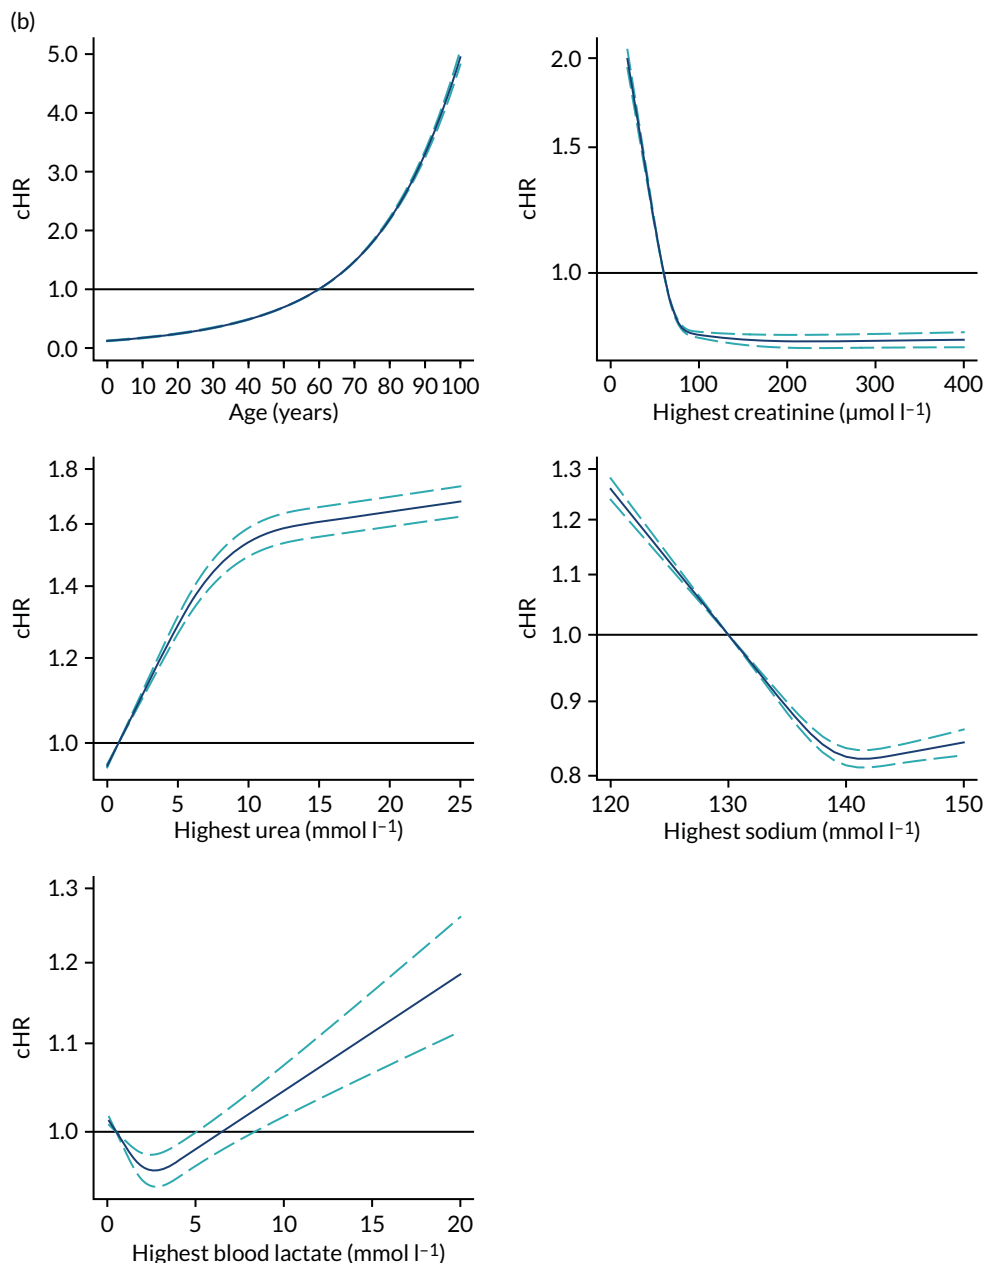 (b)
cHR
5.0
4.0
3.0
2.0
1.0
0.0
0 10 20 30 40 50 60 70 80 90 100
Age (years)
cHR
2.0
1.5
1.0
0 100 200 300 400
Highest creatinine (µmol l⁻¹)
cHR
1.8
1.6
1.4
1.2
1.0
0 5 10 15 20 25
Highest urea (mmol l⁻¹)
cHR
1.3
1.2
1.1
1.0
0.9
0.8
120 130 140 150
Highest sodium (mmol l⁻¹)
cHR
1.3
1.2
1.1
1.0
0 5 10 15 20
Highest blood lactate (mmol l⁻¹)